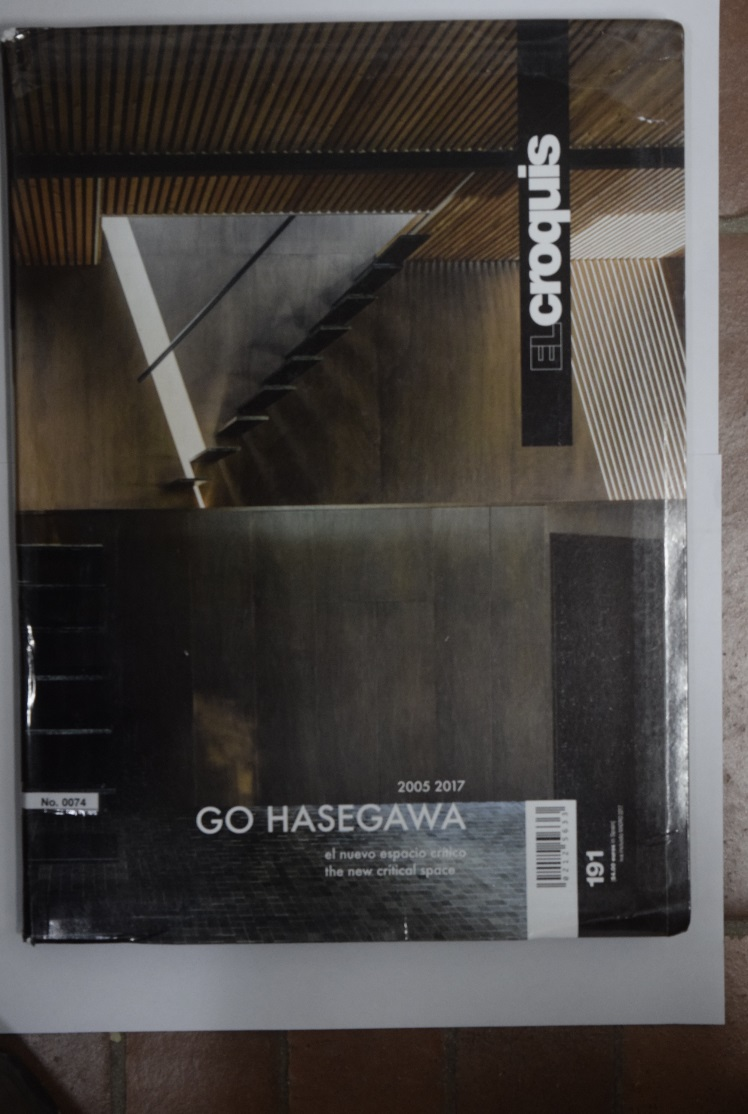 EL croquis
No. 0074
2005 2017
GO HASEGAWA
el nuevo espacio crítico
the new critical space
191